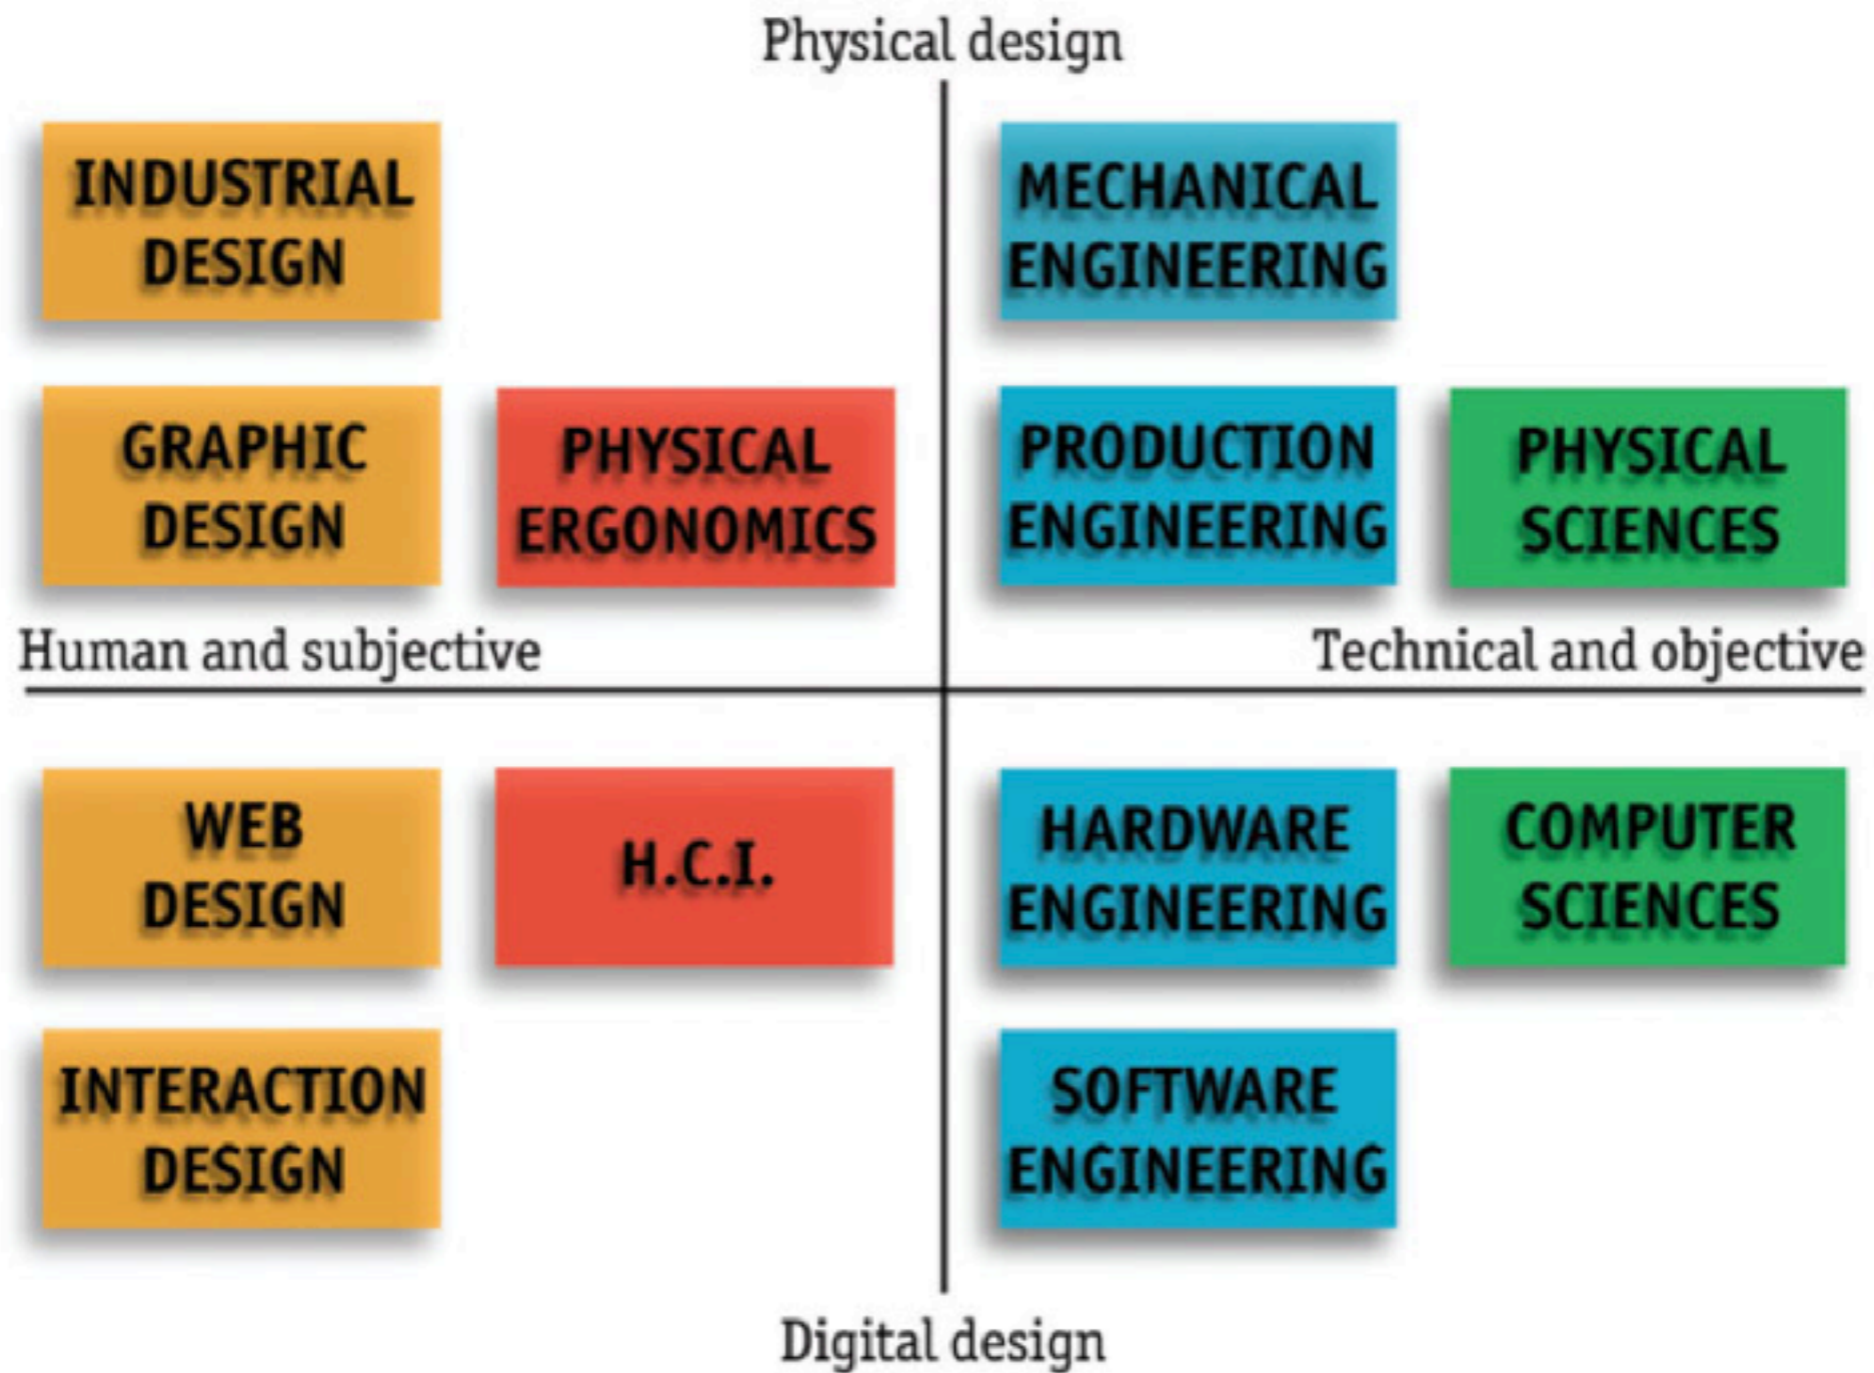 Physical design
INDUSTRIAL
DESIGN
MECHANICAL
ENGINEERING
GRAPHIC
DESIGN
PHYSICAL
ERGONOMICS
PRODUCTION
ENGINEERING
PHYSICAL
SCIENCES
Human and subjective
Technical and objective
WEB
DESIGN
H.C.I.
HARDWARE
ENGINEERING
COMPUTER
SCIENCES
INTERACTION
DESIGN
SOFTWARE
ENGINEERING
Digital design